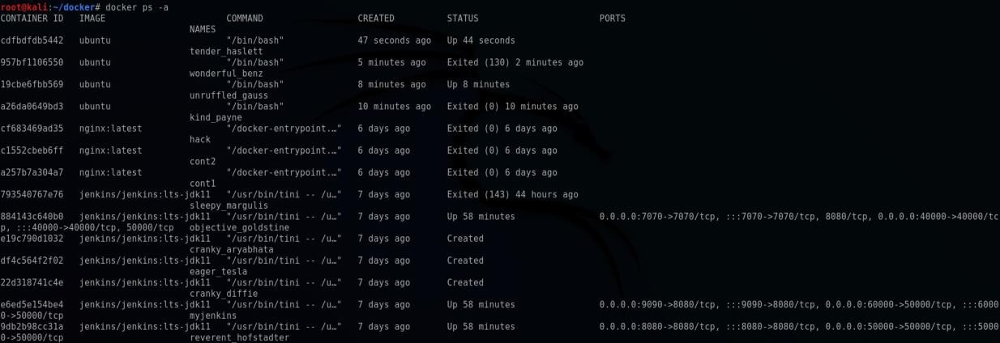 root@kali:~/docker# docker ps -a
CONTAINER ID   IMAGE                       COMMAND                  CREATED          STATUS                       PORTS
                                    NAMES
cdfbdfdb5442   ubuntu                      "/bin/bash"              47 seconds ago   Up 44 seconds
                                    tender_haslett
957bf1106550   ubuntu                      "/bin/bash"              5 minutes ago    Exited (130) 2 minutes ago
                                    wonderful_benz
19cbe6fbb569   ubuntu                      "/bin/bash"              8 minutes ago    Up 8 minutes
                                    unruffled_gauss
a26da0649bd3   ubuntu                      "/bin/bash"              10 minutes ago   Exited (0) 10 minutes ago
                                    kind_payne
cf683469ad35   nginx:latest                "/docker-entrypoint.…"   6 days ago       Exited (0) 6 days ago
                                    hack
c1552cbeb6ff   nginx:latest                "/docker-entrypoint.…"   6 days ago       Exited (0) 6 days ago
                                    cont2
a257b7a304a7   nginx:latest                "/docker-entrypoint.…"   6 days ago       Exited (0) 6 days ago
                                    cont1
793540767e76   jenkins/jenkins:lts-jdk11   "/usr/bin/tini -- /u…"   7 days ago       Exited (143) 44 hours ago
                                    sleepy_margulis
884143c640b0   jenkins/jenkins:lts-jdk11   "/usr/bin/tini -- /u…"   7 days ago       Up 58 minutes                0.0.0.0:7070->7070/tcp, :::7070->7070/tcp, 8080/tcp, 0.0.0.0:40000->40000/tc
p, :::40000->40000/tcp, 50000/tcp   objective_goldstine
e19c790d1032   jenkins/jenkins:lts-jdk11   "/usr/bin/tini -- /u…"   7 days ago       Created
                                    cranky_aryabhata
df4c564f2f02   jenkins/jenkins:lts-jdk11   "/usr/bin/tini -- /u…"   7 days ago       Created
                                    eager_tesla
22d318741c4e   jenkins/jenkins:lts-jdk11   "/usr/bin/tini -- /u…"   7 days ago       Created
                                    cranky_diffie
e6ed5e154be4   jenkins/jenkins:lts-jdk11   "/usr/bin/tini -- /u…"   7 days ago       Up 58 minutes                0.0.0.0:9090->8080/tcp, :::9090->8080/tcp, 0.0.0.0:60000->50000/tcp, :::6000
0->50000/tcp                        myjenkins
9db2b98cc31a   jenkins/jenkins:lts-jdk11   "/usr/bin/tini -- /u…"   7 days ago       Up 58 minutes                0.0.0.0:8080->8080/tcp, :::8080->8080/tcp, 0.0.0.0:50000->50000/tcp, :::5000
0->50000/tcp                        reverent_hofstadter